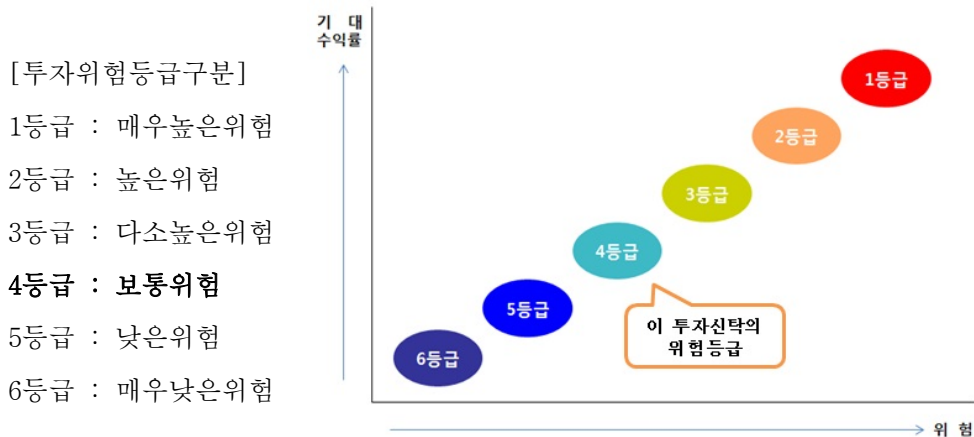 [투자위험등급구분]
1등급 : 매우높은위험
2등급 : 높은위험
3등급 : 다소높은위험
4등급 : 보통위험
5등급 : 낮은위험
6등급 : 매우낮은위험
기 대
수익률
1등급
2등급
3등급
4등급
5등급
6등급
이 투자신탁의
위험등급
위 험